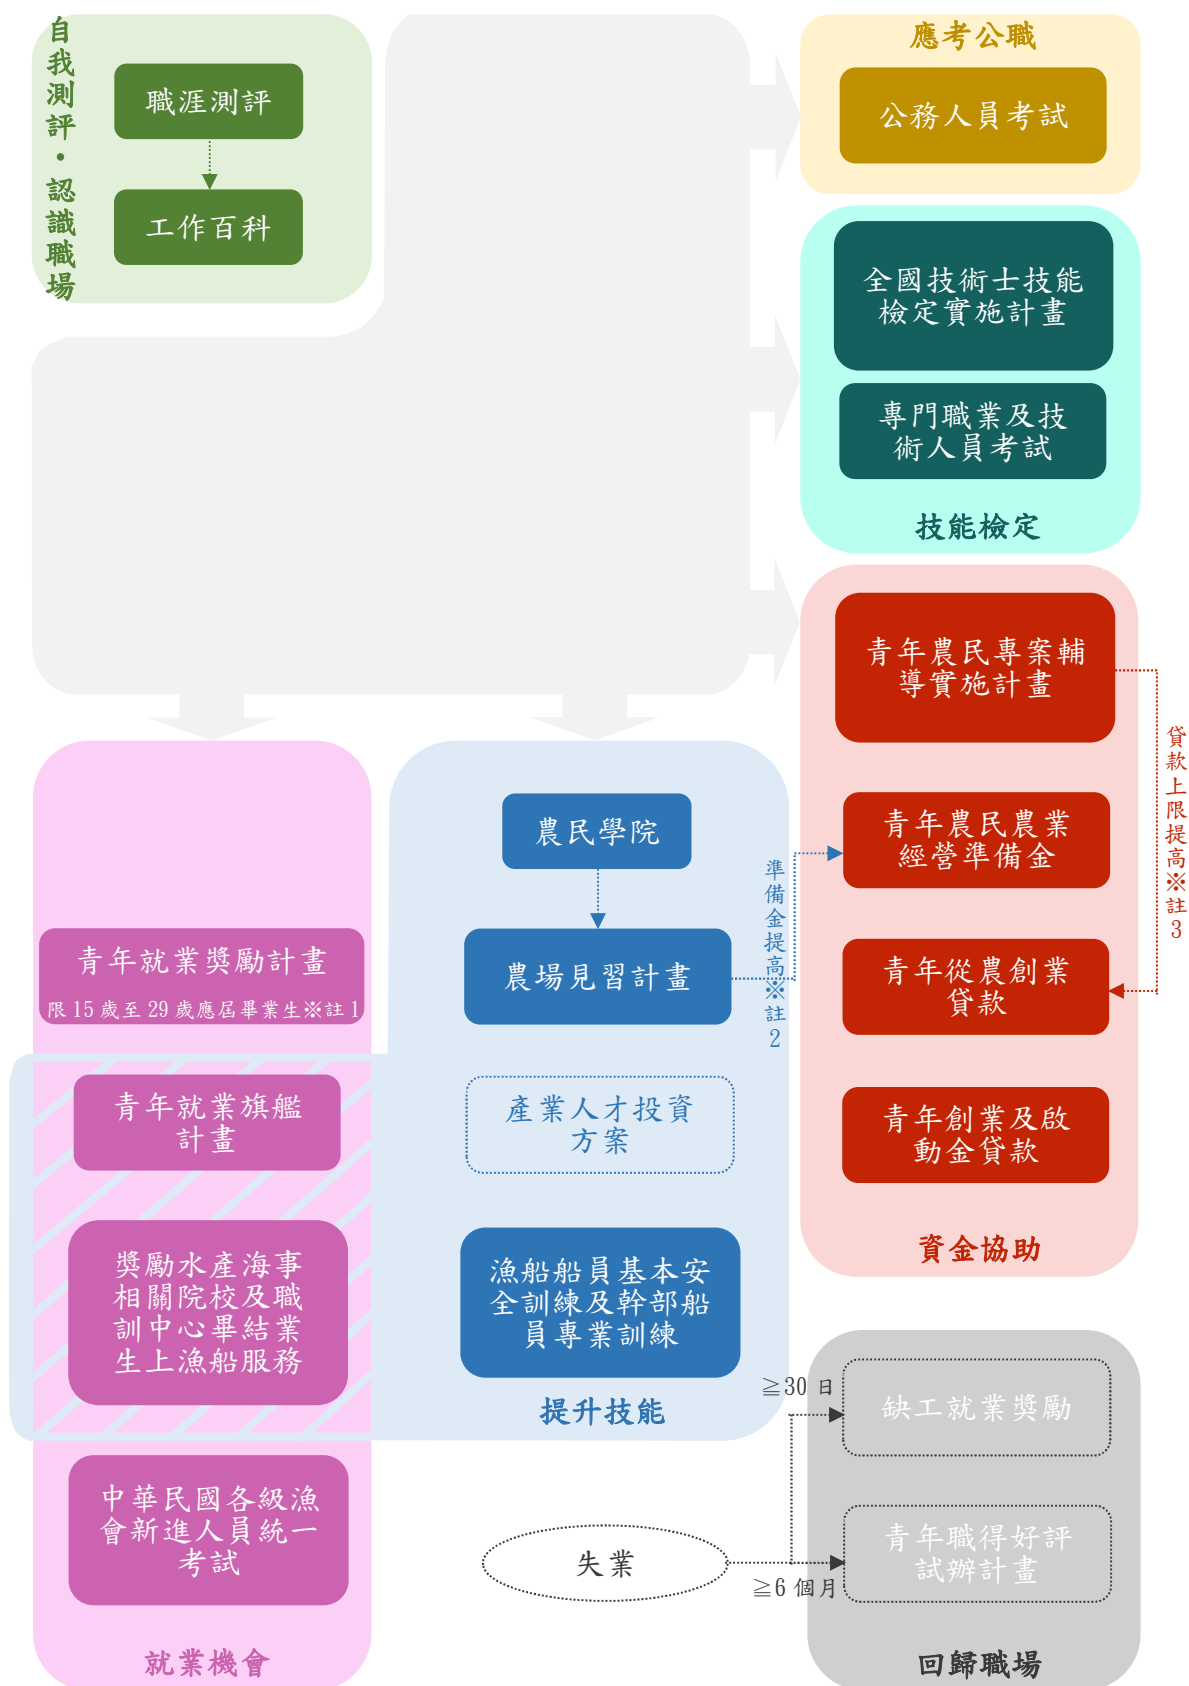 自我測評・認識職場
職涯測評
工作百科
應考公職
公務人員考試
全國技術士技能
檢定實施計畫
專門職業及技
術人員考試
技能檢定
青年農民專案輔
導實施計畫
青年農民農業
經營準備金
青年從農創業
貸款
青年創業及啟
動金貸款
資金協助
貸款上限提高※註3
農民學院
農場見習計畫
準備金提高※註2
產業人才投資
方案
漁船船員基本安
全訓練及幹部船
員專業訓練
提升技能
青年就業獎勵計畫
限15歲至29歲應屆畢業生※註1
青年就業旗艦
計畫
獎勵水產海事
相關院校及職
訓中心畢結業
生上漁船服務
中華民國各級漁
會新進人員統一
考試
就業機會
失業
≧30日
≧6個月
缺工就業獎勵
青年職得好評
試辦計畫
回歸職場